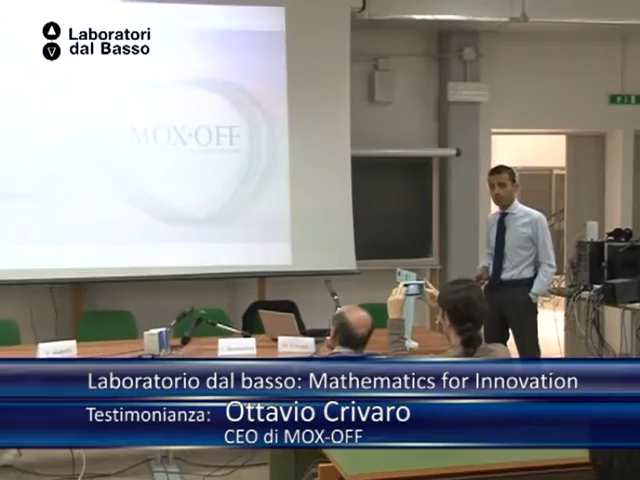 Laboratori
dal Basso
MOX·OFF
Laboratorio dal basso: Mathematics for Innovation
Testimonianza: Ottavio Crivaro
CEO di MOX-OFF